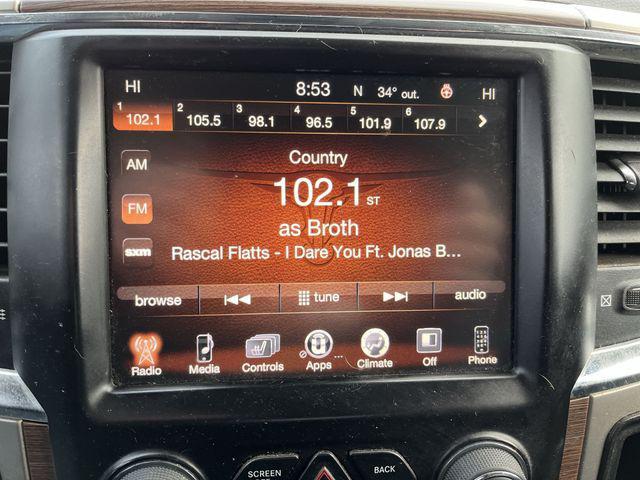 HI 8:53 N 34° out. HI
1 102.1 2 105.5 3 98.1 4 96.5 5 101.9 6 107.9
AM
FM
sxm
Country
102.1 ST
as Broth
Rascal Flatts - I Dare You Ft. Jonas B...
browse tune audio
Radio Media Controls Apps ... Climate Off Phone
SCREEN
BACK